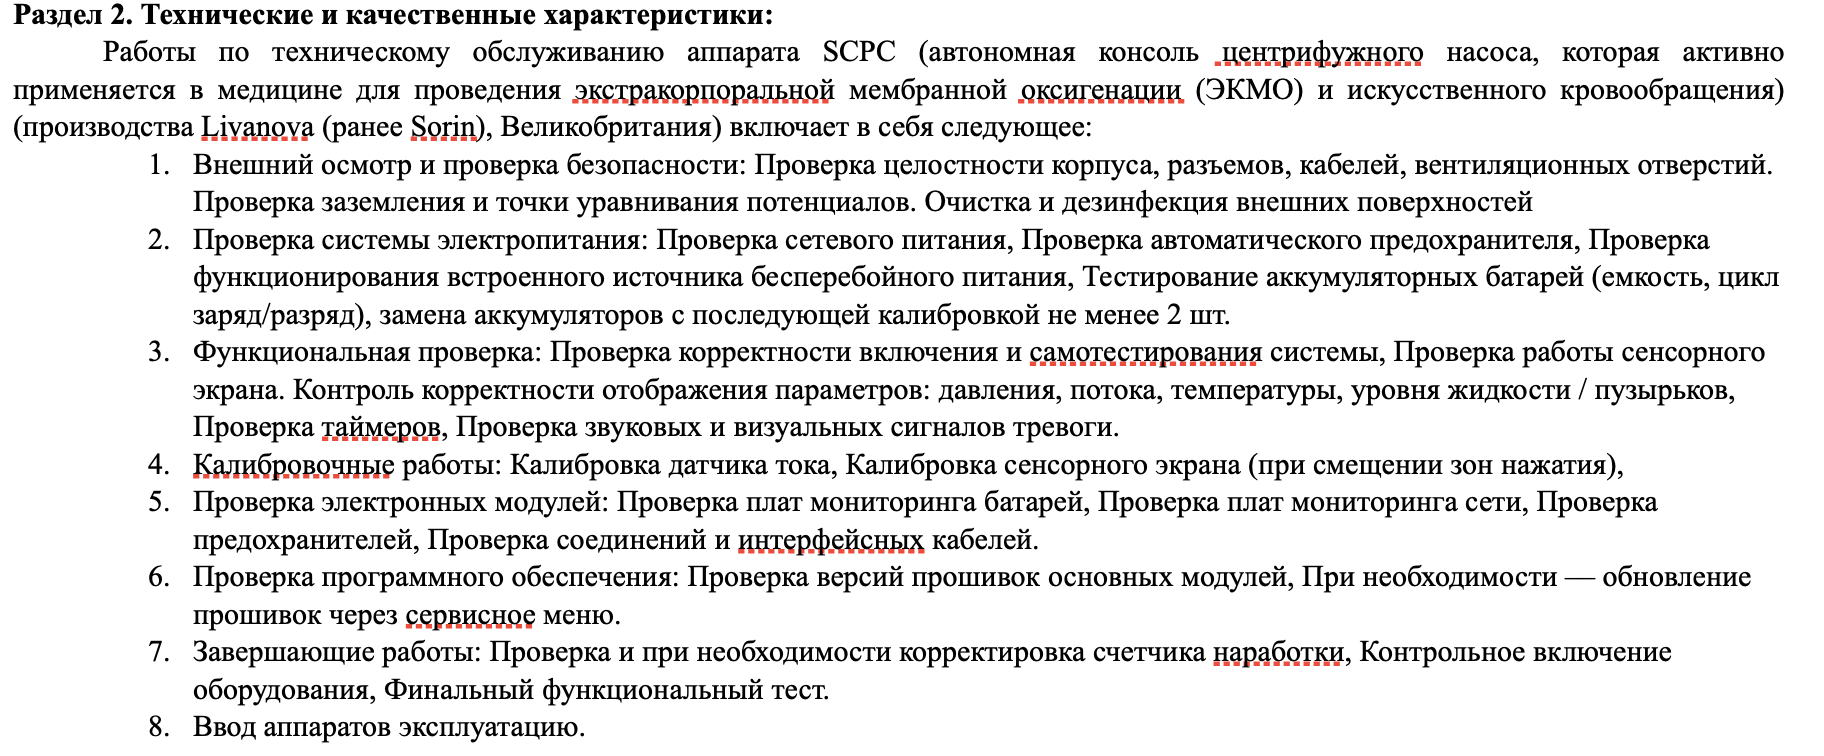 Раздел 2. Технические и качественные характеристики:
Работы по техническому обслуживанию аппарата SCPC (автономная консоль центрифужного насоса, которая активно
применяется в медицине для проведения экстракорпоральной мембранной оксигенации (ЭКМО) и искусственного кровообращения)
(производства Livanova (ранее Sorin), Великобритания) включает в себя следующее:
1. Внешний осмотр и проверка безопасности: Проверка целостности корпуса, разъемов, кабелей, вентиляционных отверстий.
Проверка заземления и точки уравнивания потенциалов. Очистка и дезинфекция внешних поверхностей
2. Проверка системы электропитания: Проверка сетевого питания, Проверка автоматического предохранителя, Проверка
функционирования встроенного источника бесперебойного питания, Тестирование аккумуляторных батарей (емкость, цикл
заряд/разряд), замена аккумуляторов с последующей калибровкой не менее 2 шт.
3. Функциональная проверка: Проверка корректности включения и самотестирования системы, Проверка работы сенсорного
экрана. Контроль корректности отображения параметров: давления, потока, температуры, уровня жидкости / пузырьков,
Проверка таймеров, Проверка звуковых и визуальных сигналов тревоги.
4. Калибровочные работы: Калибровка датчика тока, Калибровка сенсорного экрана (при смещении зон нажатия),
5. Проверка электронных модулей: Проверка плат мониторинга батарей, Проверка плат мониторинга сети, Проверка
предохранителей, Проверка соединений и интерфейсных кабелей.
6. Проверка программного обеспечения: Проверка версий прошивок основных модулей, При необходимости — обновление
прошивок через сервисное меню.
7. Завершающие работы: Проверка и при необходимости корректировка счетчика наработки, Контрольное включение
оборудования, Финальный функциональный тест.
8. Ввод аппаратов эксплуатацию.